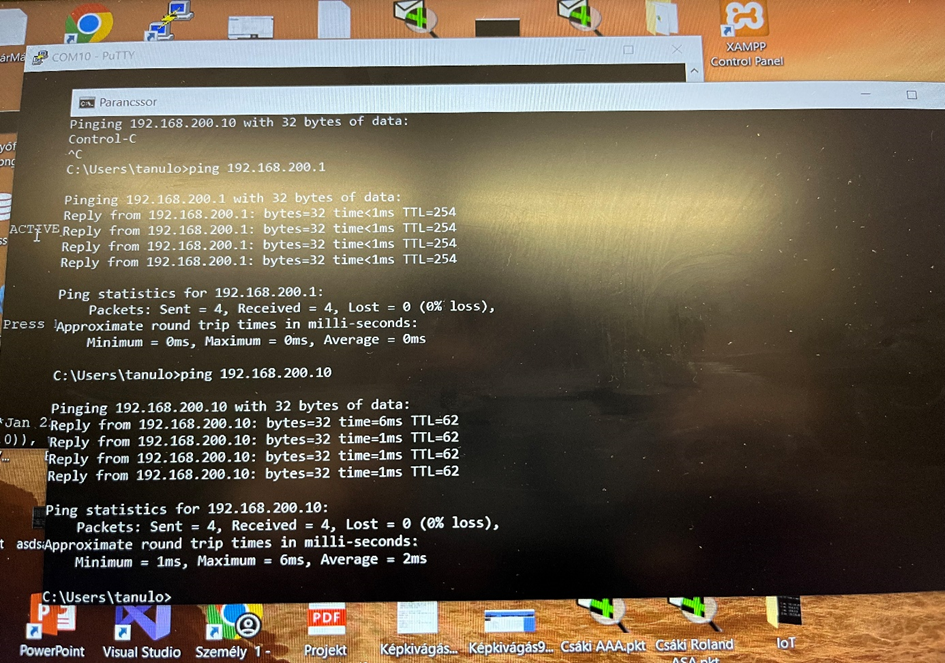 XAMPP
Control Panel
COM10 - PuTTY
Parancssor
Pinging 192.168.200.10 with 32 bytes of data:
Control-C
^C
C:\Users\tanulo>ping 192.168.200.1
Pinging 192.168.200.1 with 32 bytes of data:
Reply from 192.168.200.1: bytes=32 time<1ms TTL=254
ACTIVE
Reply from 192.168.200.1: bytes=32 time<1ms TTL=254
Reply from 192.168.200.1: bytes=32 time<1ms TTL=254
Reply from 192.168.200.1: bytes=32 time<1ms TTL=254
Ping statistics for 192.168.200.1:
Packets: Sent = 4, Received = 4, Lost = 0 (0% loss),
Press
Approximate round trip times in milli-seconds:
Minimum = 0ms, Maximum = 0ms, Average = 0ms
C:\Users\tanulo>ping 192.168.200.10
Pinging 192.168.200.10 with 32 bytes of data:
*Jan 2
Reply from 192.168.200.10: bytes=32 time=6ms TTL=62
0)),
Reply from 192.168.200.10: bytes=32 time=1ms TTL=62
Reply from 192.168.200.10: bytes=32 time=1ms TTL=62
Reply from 192.168.200.10: bytes=32 time=1ms TTL=62
Ping statistics for 192.168.200.10:
Packets: Sent = 4, Received = 4, Lost = 0 (0% loss),
t asds
Approximate round trip times in milli-seconds:
Minimum = 1ms, Maximum = 6ms, Average = 2ms
C:\Users\tanulo>
PDF
PowerPoint
Visual Studio
Személy 1 -
Projekt
Képkivágás...
Képkivágás9...
Csáki AAA.pkt
Csáki Roland
ASA.pkt
IoT